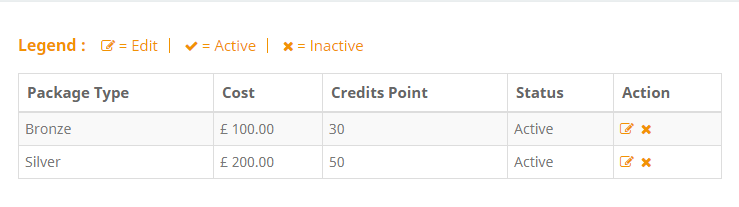 Legend : = Edit | = Active | = Inactive
Package Type Cost Credits Point Status Action
Bronze £ 100.00 30 Active
Silver £ 200.00 50 Active